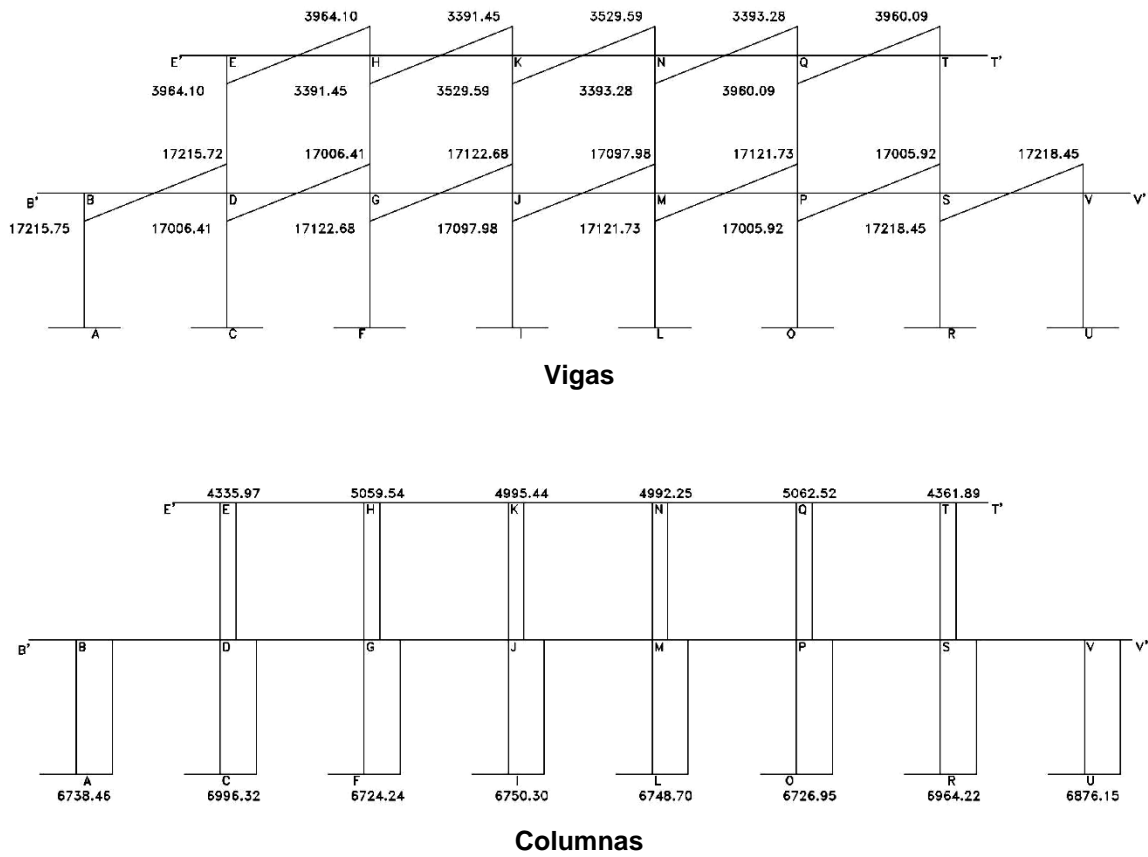 3964.10 3391.45 3529.59 3393.28 3960.09
E' E H K N Q T T'
3964.10 3391.45 3529.59 3393.28 3960.09
17215.72 17006.41 17122.68 17097.98 17121.73 17005.92 17218.45
B' B D G J M P S V V'
17215.75 17006.41 17122.68 17097.98 17121.73 17005.92 17218.45
A C F I L O R U
Vigas
4335.97 5059.54 4995.44 4992.25 5062.52 4361.89
E' E H K N Q T T'
B' B D G J M P S V V'
A C F I L O R U
6738.46 6996.32 6724.24 6750.30 6748.70 6726.95 6964.22 6876.15
Columnas